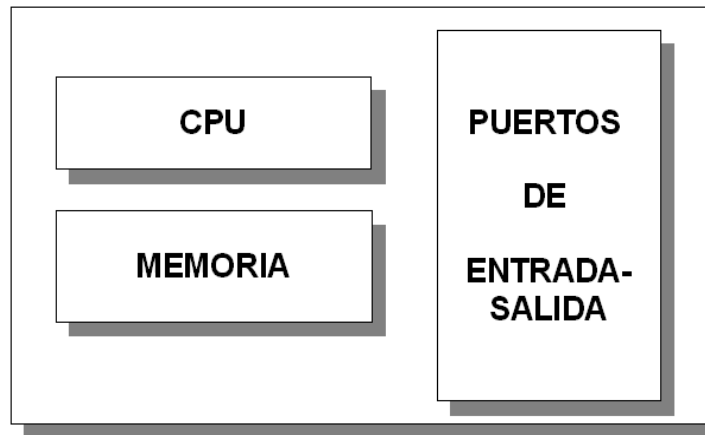 CPU
MEMORIA
PUERTOS
DE
ENTRADA-
SALIDA